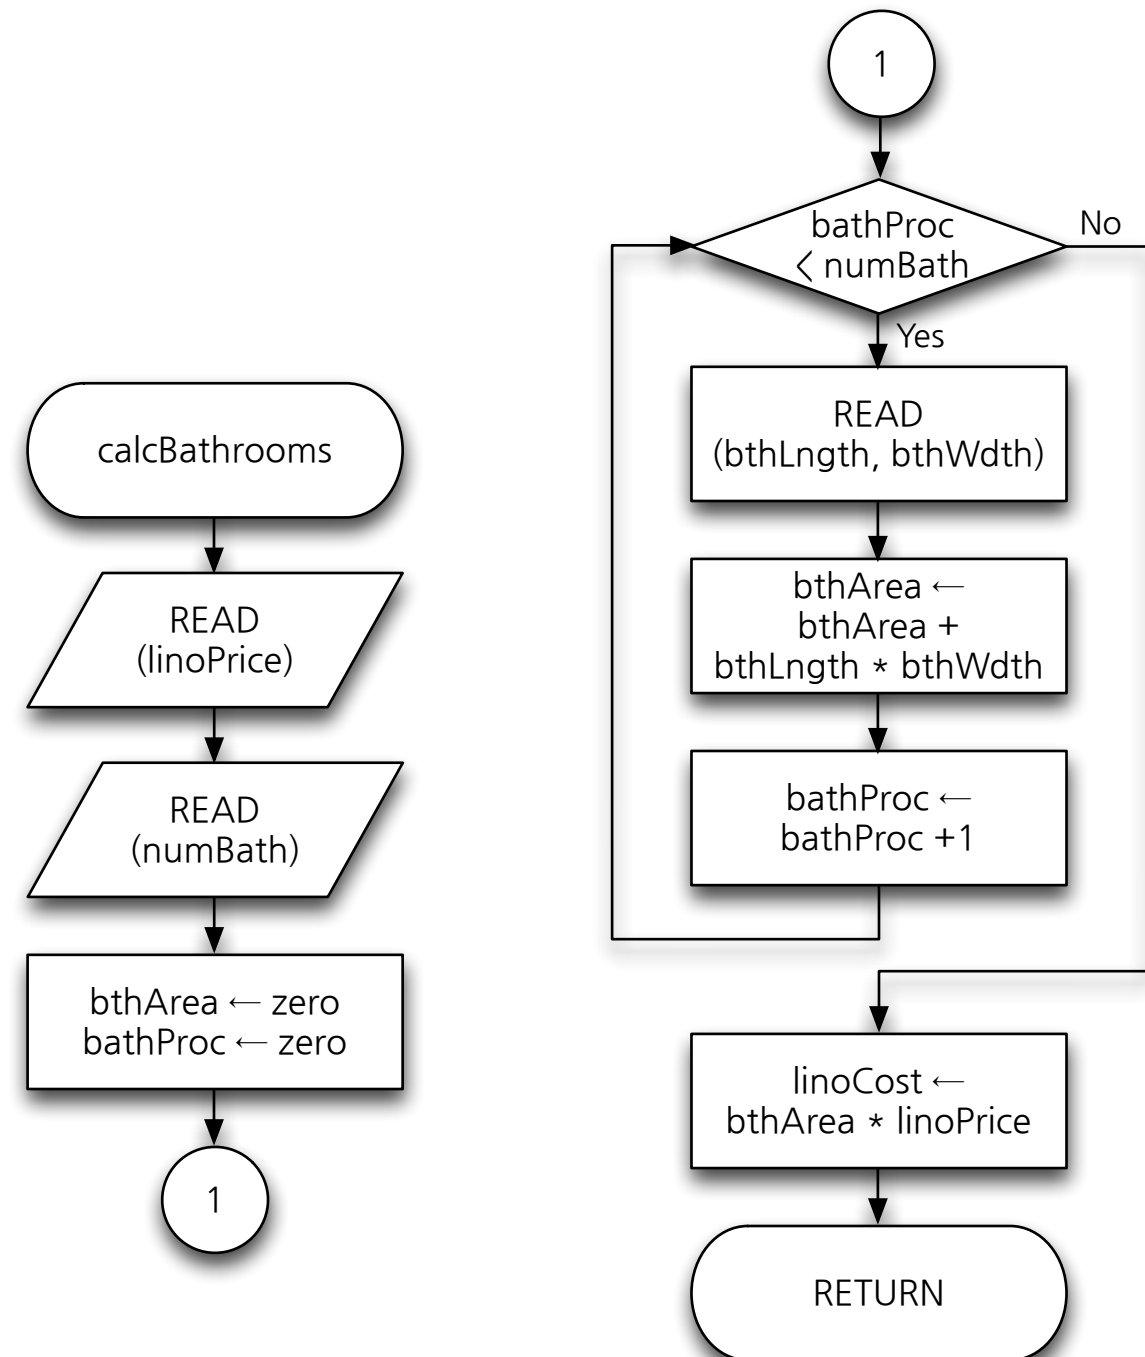 calcBathrooms
READ
(linoPrice)
READ
(numBath)
bthArea ← zero
bathProc ← zero
1
1
bathProc
< numBath
No
Yes
READ
(bthLngth, bthWdth)
bthArea ←
bthArea +
bthLngth * bthWdth
bathProc ←
bathProc +1
linoCost ←
bthArea * linoPrice
RETURN